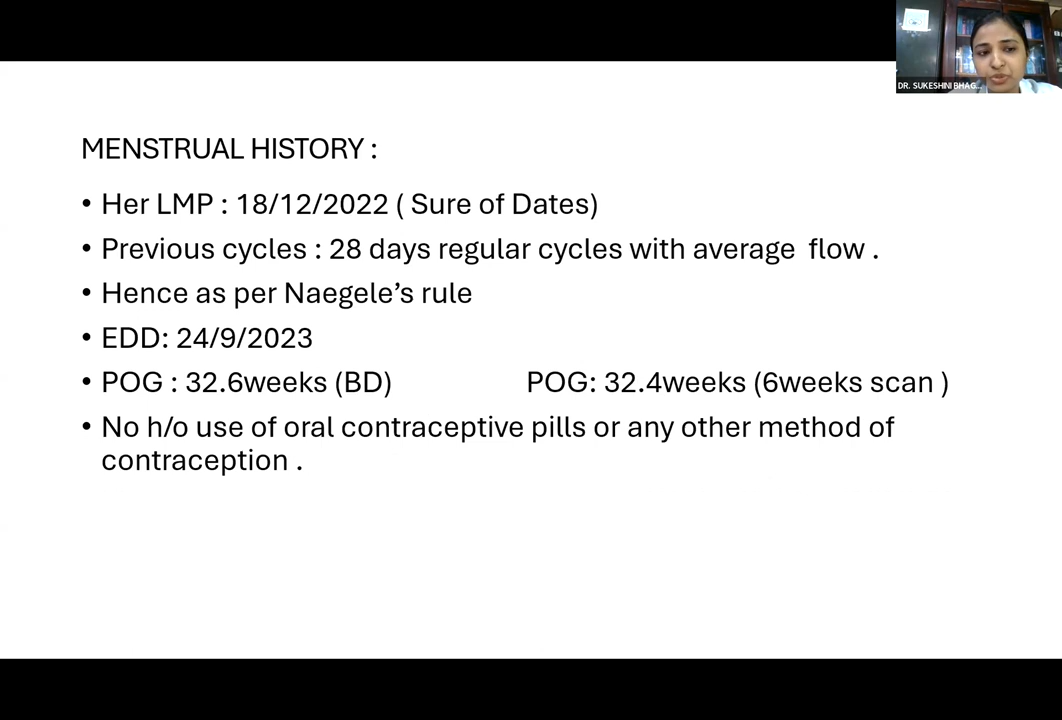 DR. SUKESHINI BHAG...
MENSTRUAL HISTORY :
• Her LMP : 18/12/2022 ( Sure of Dates)
• Previous cycles : 28 days regular cycles with average flow .
• Hence as per Naegele’s rule
• EDD: 24/9/2023
• POG : 32.6weeks (BD) POG: 32.4weeks (6weeks scan )
• No h/o use of oral contraceptive pills or any other method of
contraception .